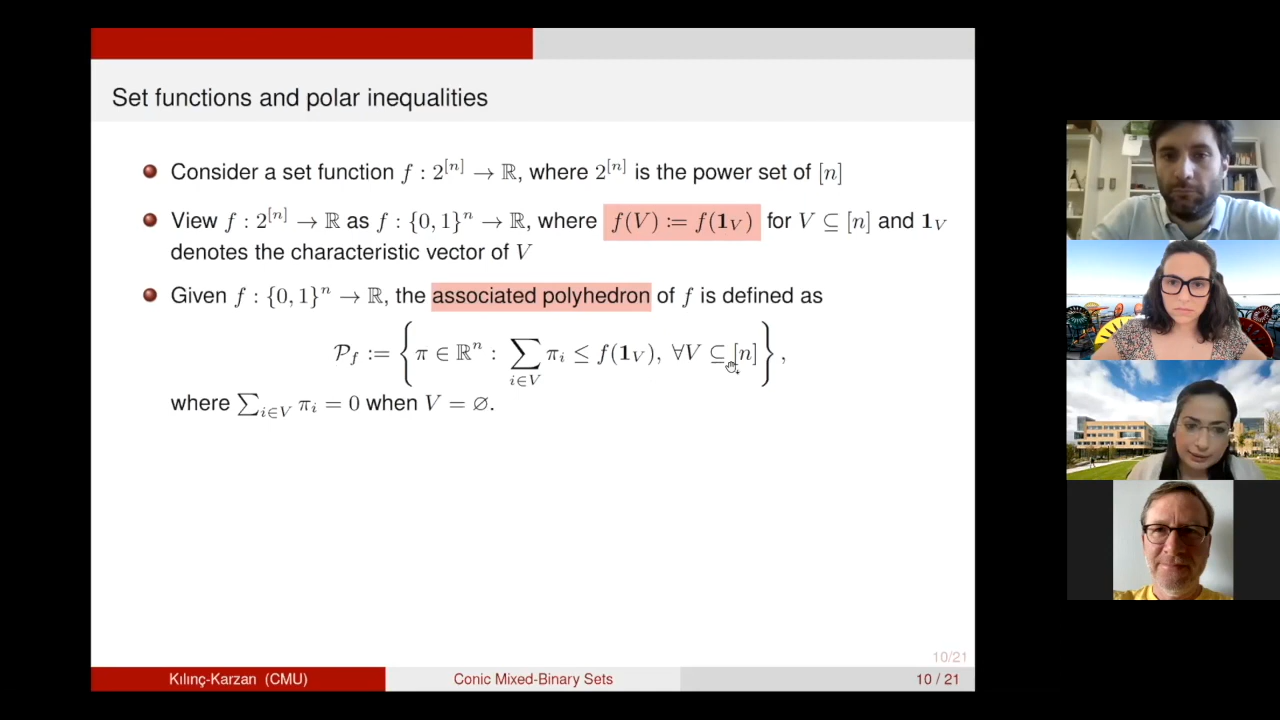 Set functions and polar inequalities
Consider a set function f : 2^{[n]} → ℝ, where 2^{[n]} is the power set of [n]
View f : 2^{[n]} → ℝ as f : {0, 1}^n → ℝ, where f(V) := f(𝟏_V) for V ⊆ [n] and 𝟏_V
denotes the characteristic vector of V
Given f : {0, 1}^n → ℝ, the associated polyhedron of f is defined as
𝒫_f := { π ∈ ℝ^n : ∑_{i∈V} π_i ≤ f(𝟏_V), ∀V ⊆ [n] },
where ∑_{i∈V} π_i = 0 when V = ∅.
10/21
Kılınç-Karzan (CMU)
Conic Mixed-Binary Sets
10 / 21